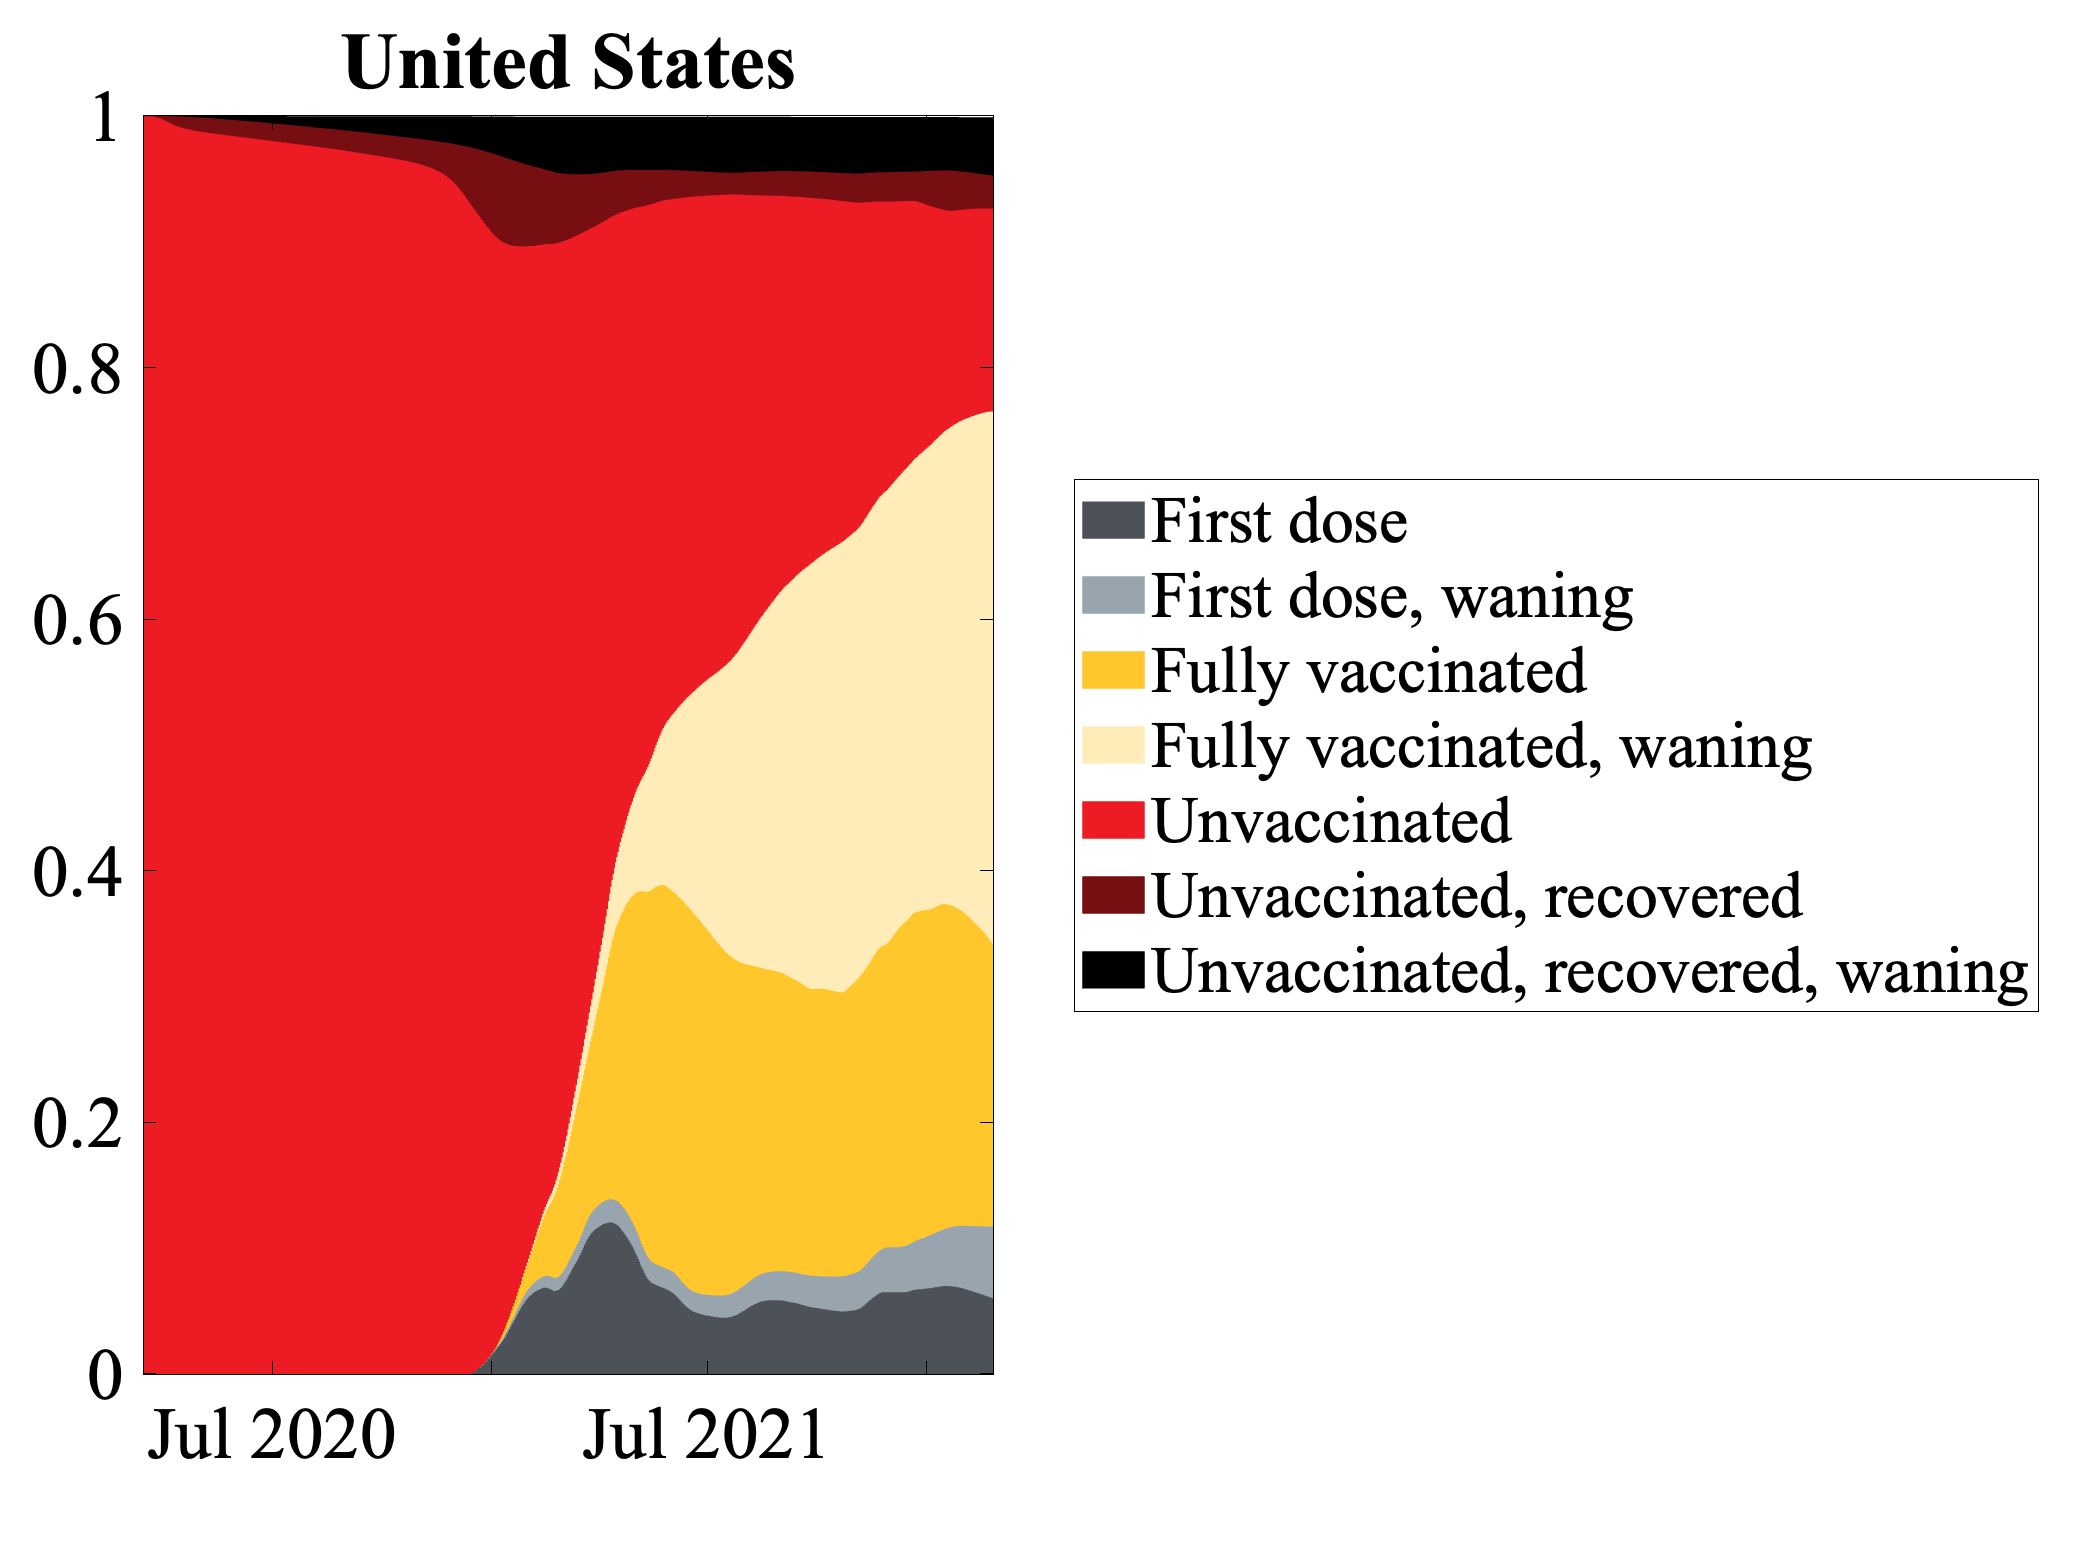 United States
1
0.8
0.6
0.4
0.2
0
Jul 2020
Jul 2021
First dose
First dose, waning
Fully vaccinated
Fully vaccinated, waning
Unvaccinated
Unvaccinated, recovered
Unvaccinated, recovered, waning